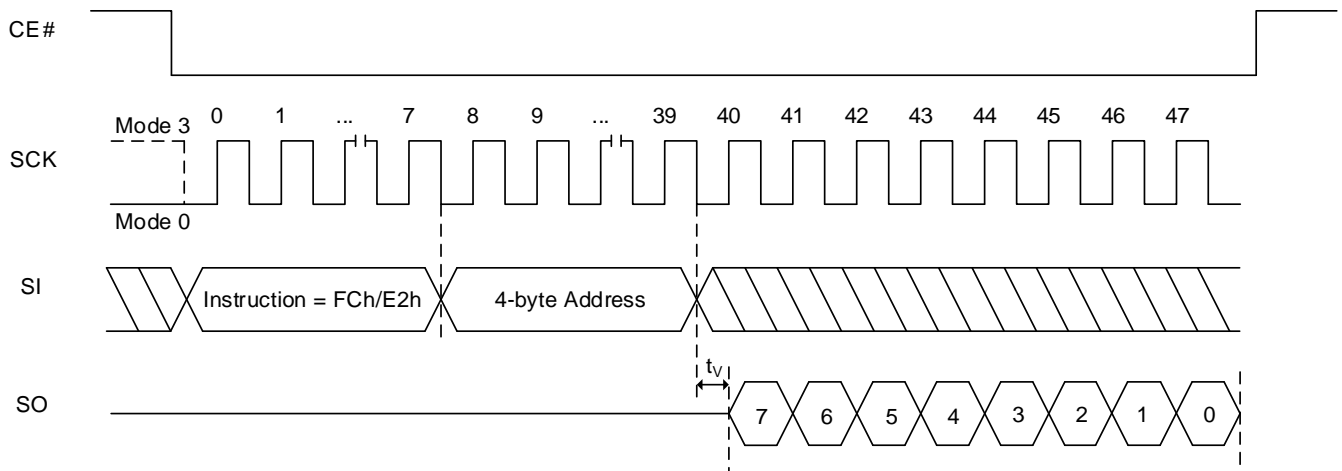 CE#
0 1 ... 7 8 9 ... 39 40 41 42 43 44 45 46 47
Mode 3
SCK
Mode 0
SI
Instruction = FCh/E2h
4-byte Address
tV
SO
7 6 5 4 3 2 1 0